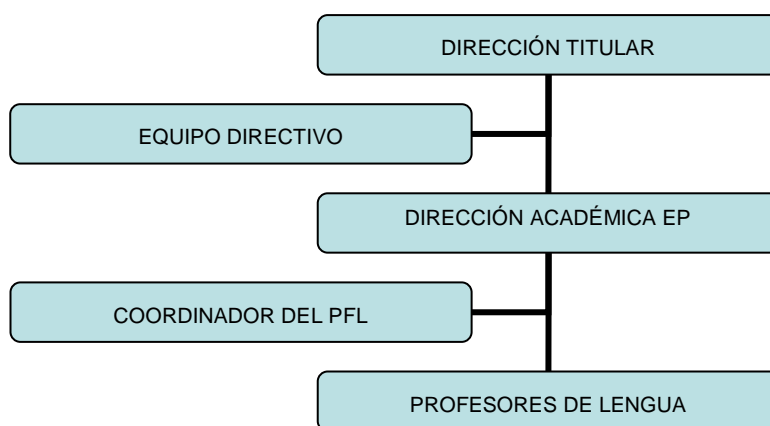 DIRECCIÓN TITULAR
EQUIPO DIRECTIVO
DIRECCIÓN ACADÉMICA EP
COORDINADOR DEL PFL
PROFESORES DE LENGUA